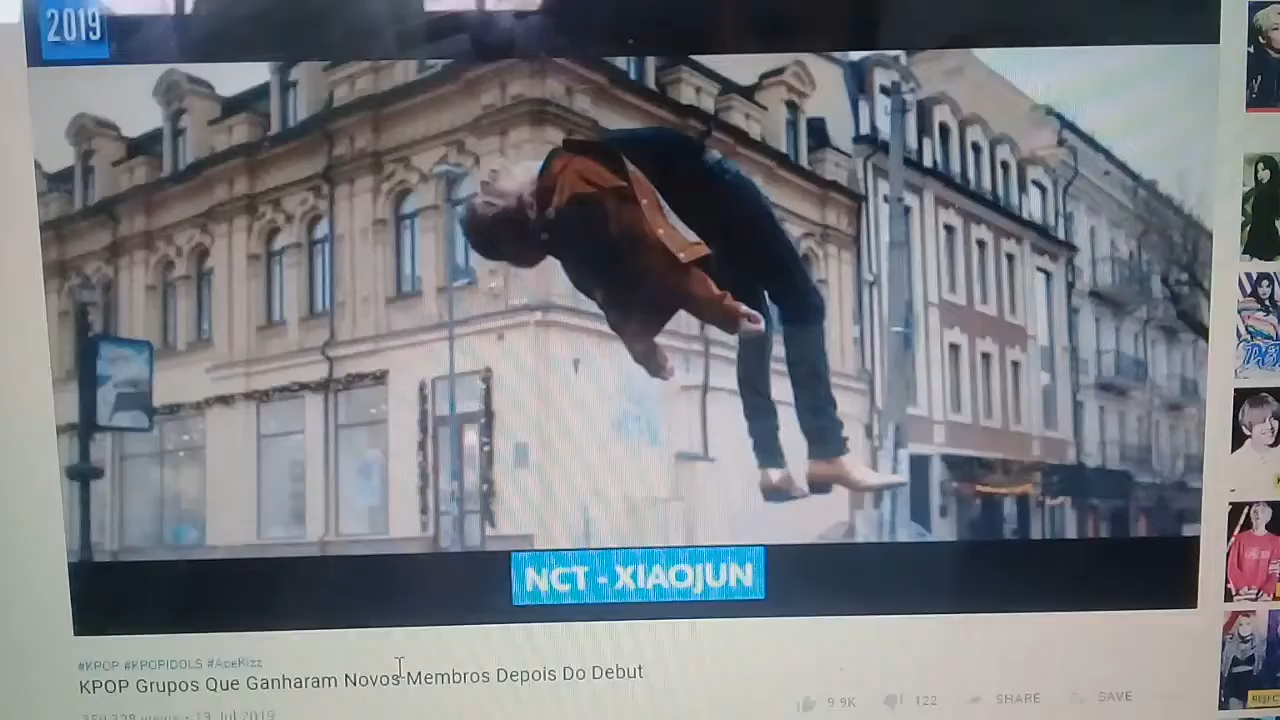 2019
NCT - XIAOJUN
#KPOP #KPOPIDOLS #AceKizz
KPOP Grupos Que Ganharam Novos Membros Depois Do Debut
13 Jul 2019
9.9K 122 SHARE SAVE